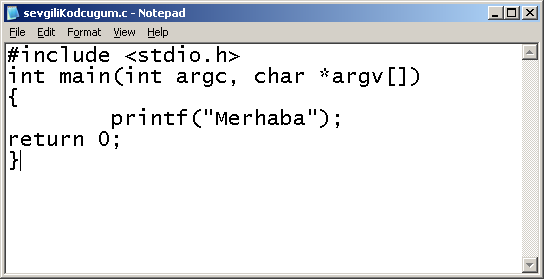 sevgiliKodcugum.c - Notepad
File Edit Format View Help
#include <stdio.h>
int main(int argc, char *argv[])
{
        printf("Merhaba");
return 0;
}